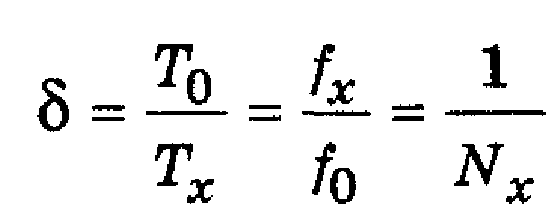 δ = T₀/Tₓ = fₓ/f₀ = 1/Nₓ